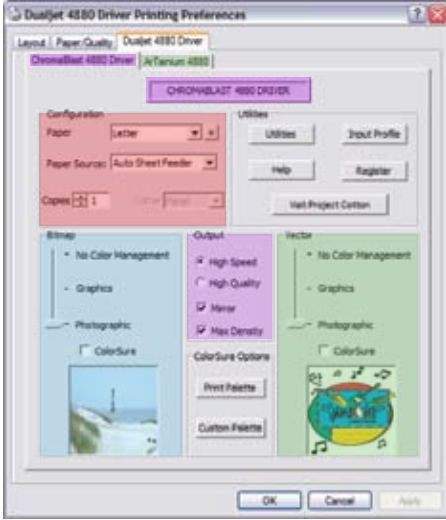 Dualjet 4880 Driver Printing Preferences
Layout Paper/Quality Dualjet 4880 Driver
ChromaBlast 4880 Driver ArTainium 4880
CHROMABLAST 4880 DRIVER
Configuration
Paper Letter
Paper Source: Auto Sheet Feeder
Copies 1
Utilities
Utilities Input Profile
Help Register
Visit Project Cotton
Bitmap
No Color Management
Graphics
Photographic
ColorSure
Output
High Speed
High Quality
Mirror
Max Density
ColorSure Options
Print Palette
Custom Palette
Vector
No Color Management
Graphics
Photographic
ColorSure
OK Cancel Apply